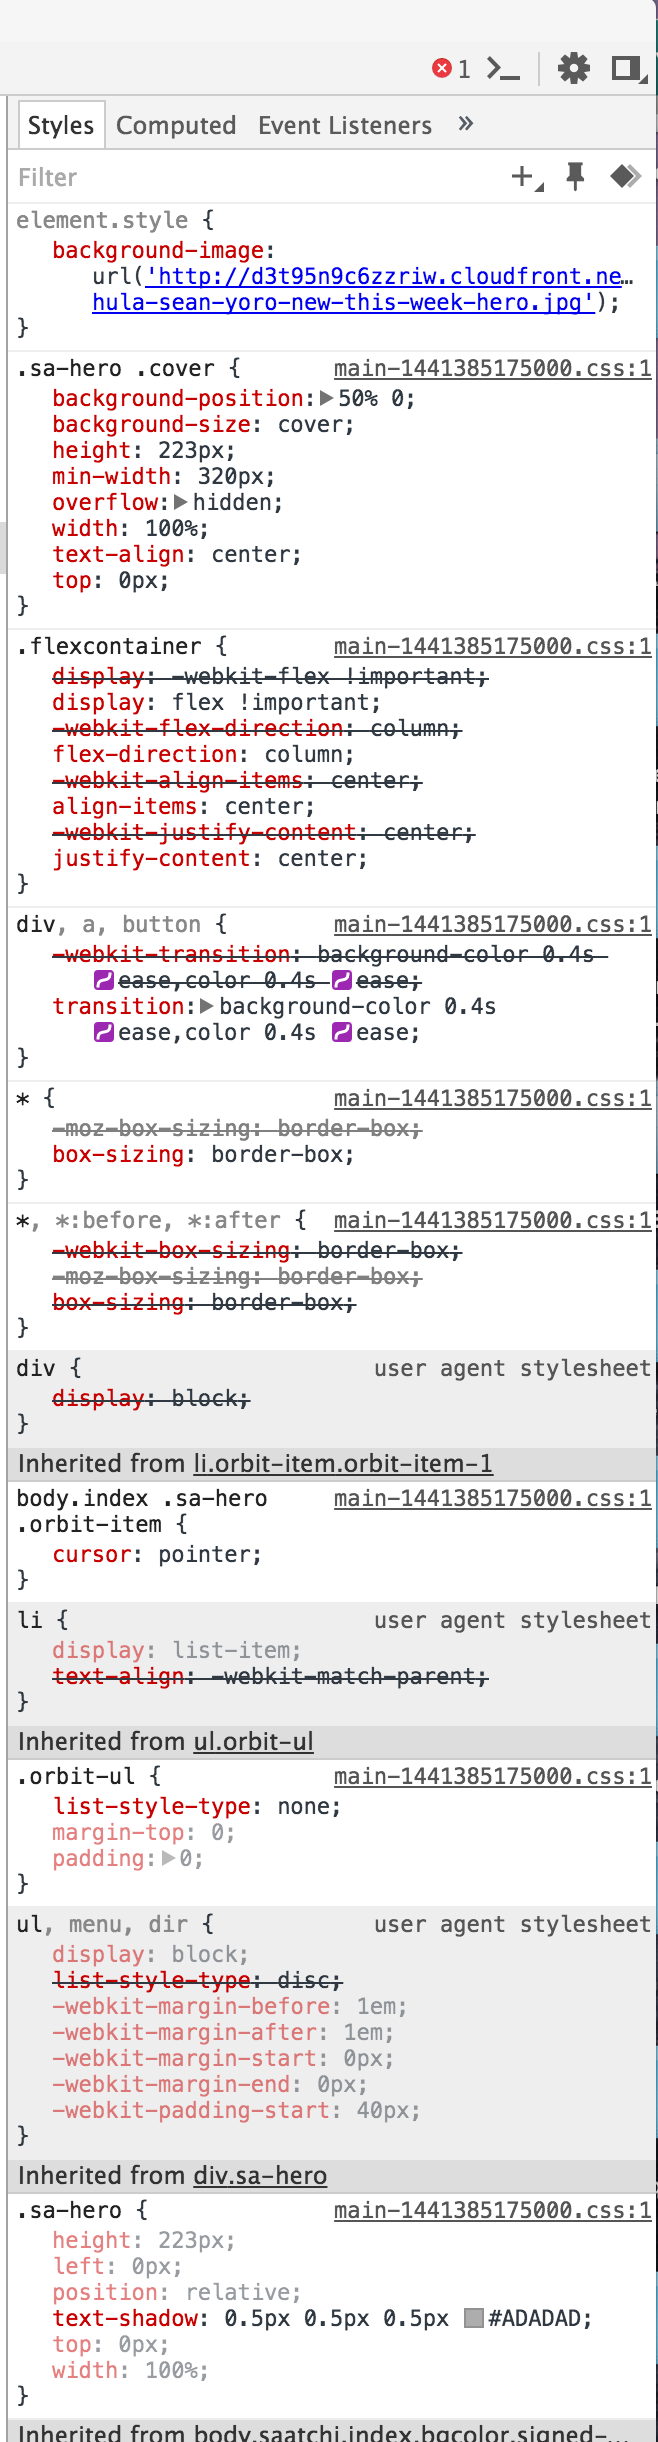 1
Styles Computed Event Listeners »
Filter
element.style {
background-image:
url('http://d3t95n9c6zzriw.cloudfront.ne…
hula-sean-yoro-new-this-week-hero.jpg');
}
.sa-hero .cover { main-1441385175000.css:1
background-position: 50% 0;
background-size: cover;
height: 223px;
min-width: 320px;
overflow: hidden;
width: 100%;
text-align: center;
top: 0px;
}
.flexcontainer { main-1441385175000.css:1
display: -webkit-flex !important;
display: flex !important;
-webkit-flex-direction: column;
flex-direction: column;
-webkit-align-items: center;
align-items: center;
-webkit-justify-content: center;
justify-content: center;
}
div, a, button { main-1441385175000.css:1
-webkit-transition: background-color 0.4s
ease,color 0.4s ease;
transition: background-color 0.4s
ease,color 0.4s ease;
}
* { main-1441385175000.css:1
-moz-box-sizing: border-box;
box-sizing: border-box;
}
*, *:before, *:after { main-1441385175000.css:1
-webkit-box-sizing: border-box;
-moz-box-sizing: border-box;
box-sizing: border-box;
}
div { user agent stylesheet
display: block;
}
Inherited from li.orbit-item.orbit-item-1
body.index .sa-hero main-1441385175000.css:1
.orbit-item {
cursor: pointer;
}
li { user agent stylesheet
display: list-item;
text-align: -webkit-match-parent;
}
Inherited from ul.orbit-ul
.orbit-ul { main-1441385175000.css:1
list-style-type: none;
margin-top: 0;
padding: 0;
}
ul, menu, dir { user agent stylesheet
display: block;
list-style-type: disc;
-webkit-margin-before: 1em;
-webkit-margin-after: 1em;
-webkit-margin-start: 0px;
-webkit-margin-end: 0px;
-webkit-padding-start: 40px;
}
Inherited from div.sa-hero
.sa-hero { main-1441385175000.css:1
height: 223px;
left: 0px;
position: relative;
text-shadow: 0.5px 0.5px 0.5px #ADADAD;
top: 0px;
width: 100%;
}
Inherited from body.saatchi.index.bgcolor.signed-…